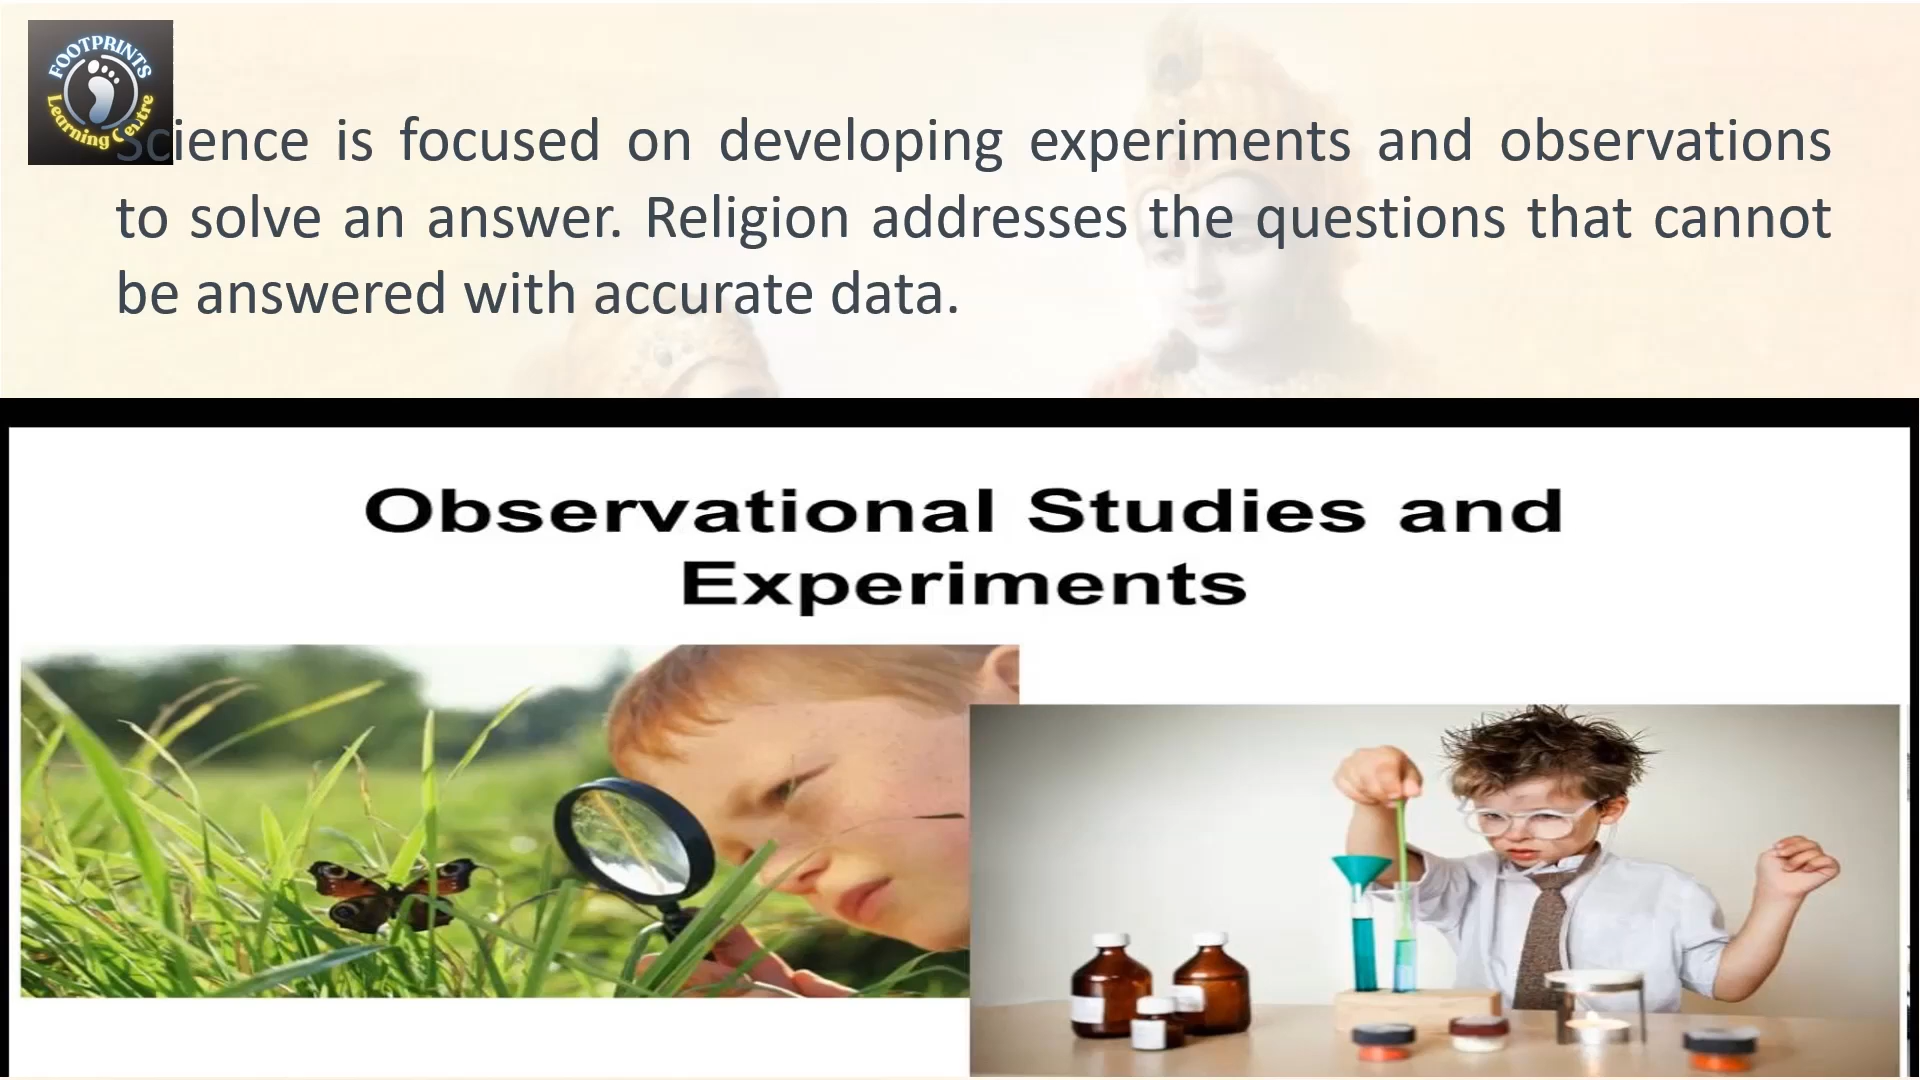 FOOTPRINTS
Learning Centre
Science is focused on developing experiments and observations
to solve an answer. Religion addresses the questions that cannot
be answered with accurate data.
Observational Studies and
Experiments